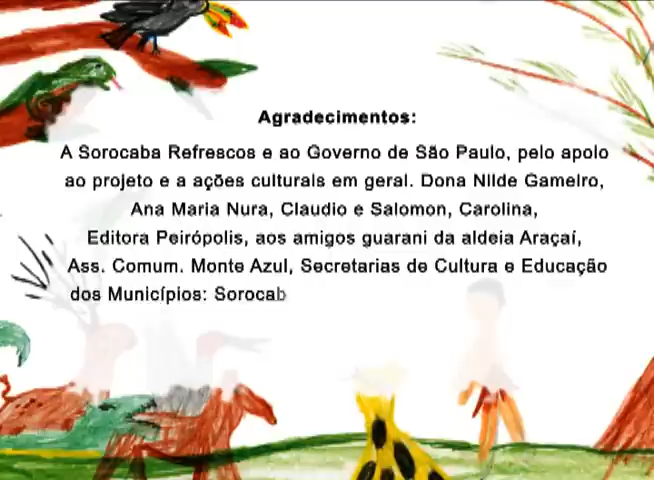 Agradecimentos:
A Sorocaba Refrescos e ao Governo de São Paulo, pelo apoio
ao projeto e a ações culturais em geral. Dona Nilde Gameiro,
Ana Maria Nura, Claudio e Salomon, Carolina,
Editora Peirópolis, aos amigos guarani da aldeia Araçaí,
Ass. Comum. Monte Azul, Secretarias de Cultura e Educação
dos Municípios: Sorocab